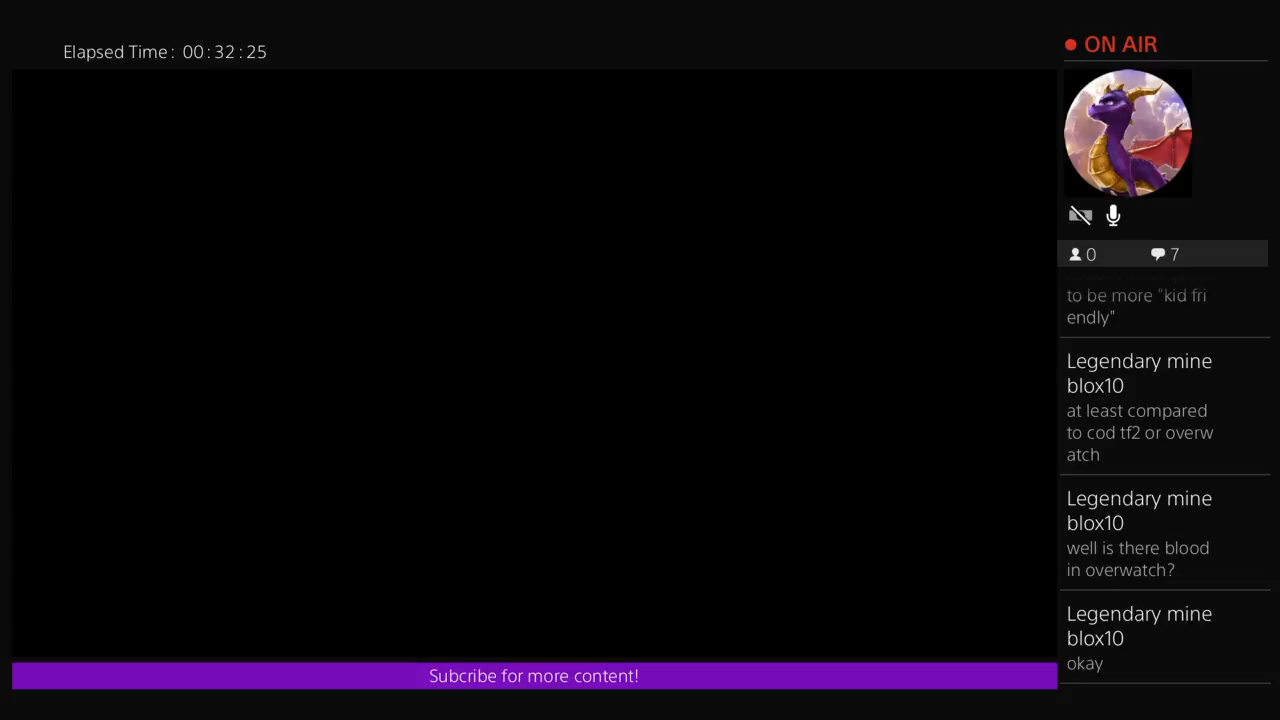 Elapsed Time: 00:32:25
ON AIR
0 7
to be more "kid fri
endly"
Legendary mine
blox10
at least compared
to cod tf2 or overw
atch
Legendary mine
blox10
well is there blood
in overwatch?
Legendary mine
blox10
okay
Subcribe for more content!